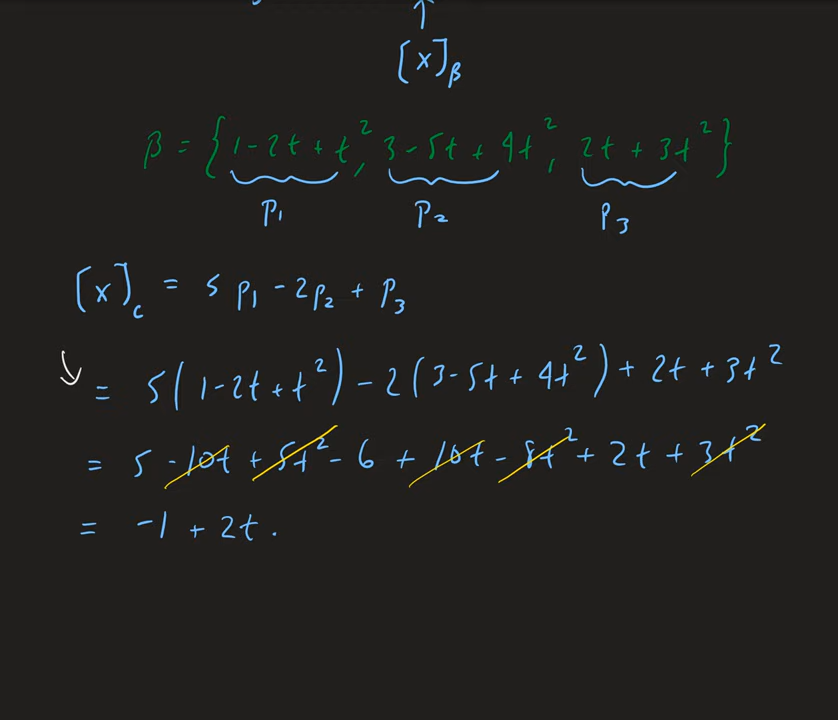 [x]_β
β = {1 - 2t + t², 3 - 5t + 4t², 2t + 3t²}
p₁ p₂ p₃
[x]_c = 5p₁ - 2p₂ + p₃
= 5(1 - 2t + t²) - 2(3 - 5t + 4t²) + 2t + 3t²
= 5 - 10t + 5t² - 6 + 10t - 8t² + 2t + 3t²
= -1 + 2t.